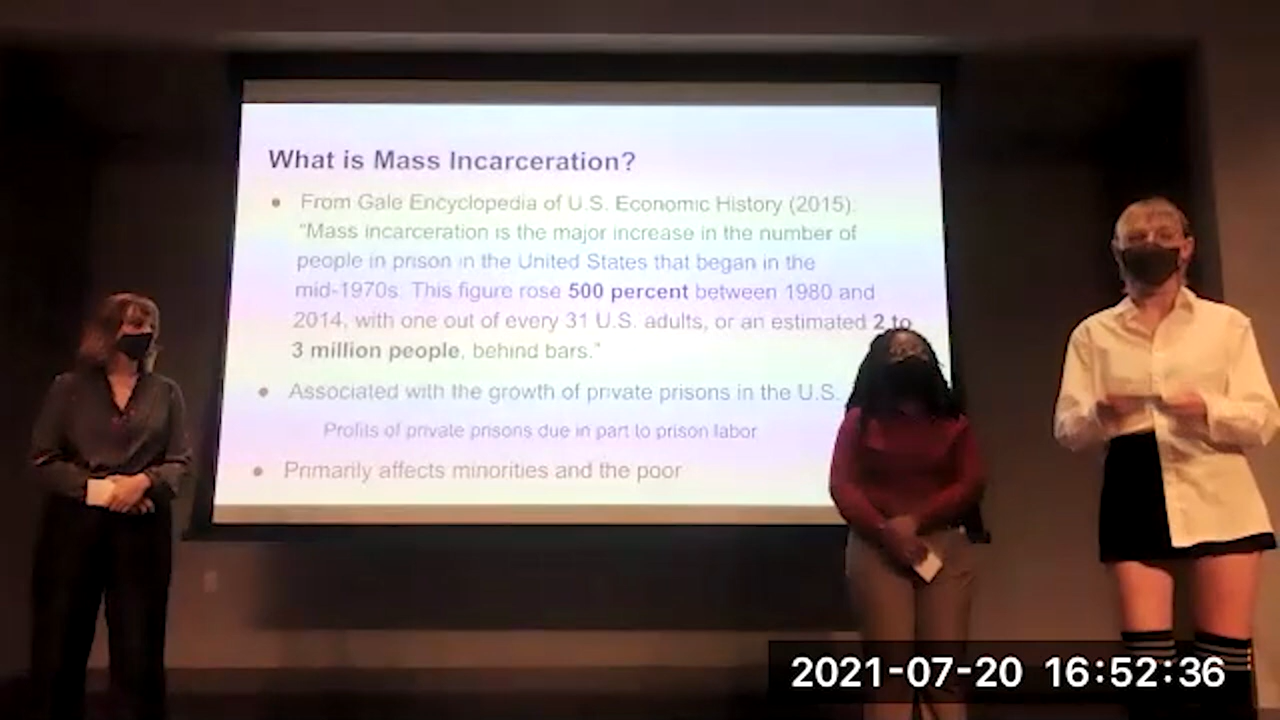 What is Mass Incarceration?
● From Gale Encyclopedia of U.S. Economic History (2015):
“Mass incarceration is the major increase in the number of
people in prison in the United States that began in the
mid-1970s. This figure rose 500 percent between 1980 and
2014, with one out of every 31 U.S. adults, or an estimated 2 to
3 million people, behind bars.”
● Associated with the growth of private prisons in the U.S.
Profits of private prisons due in part to prison labor
● Primarily affects minorities and the poor
2021-07-20 16:52:36